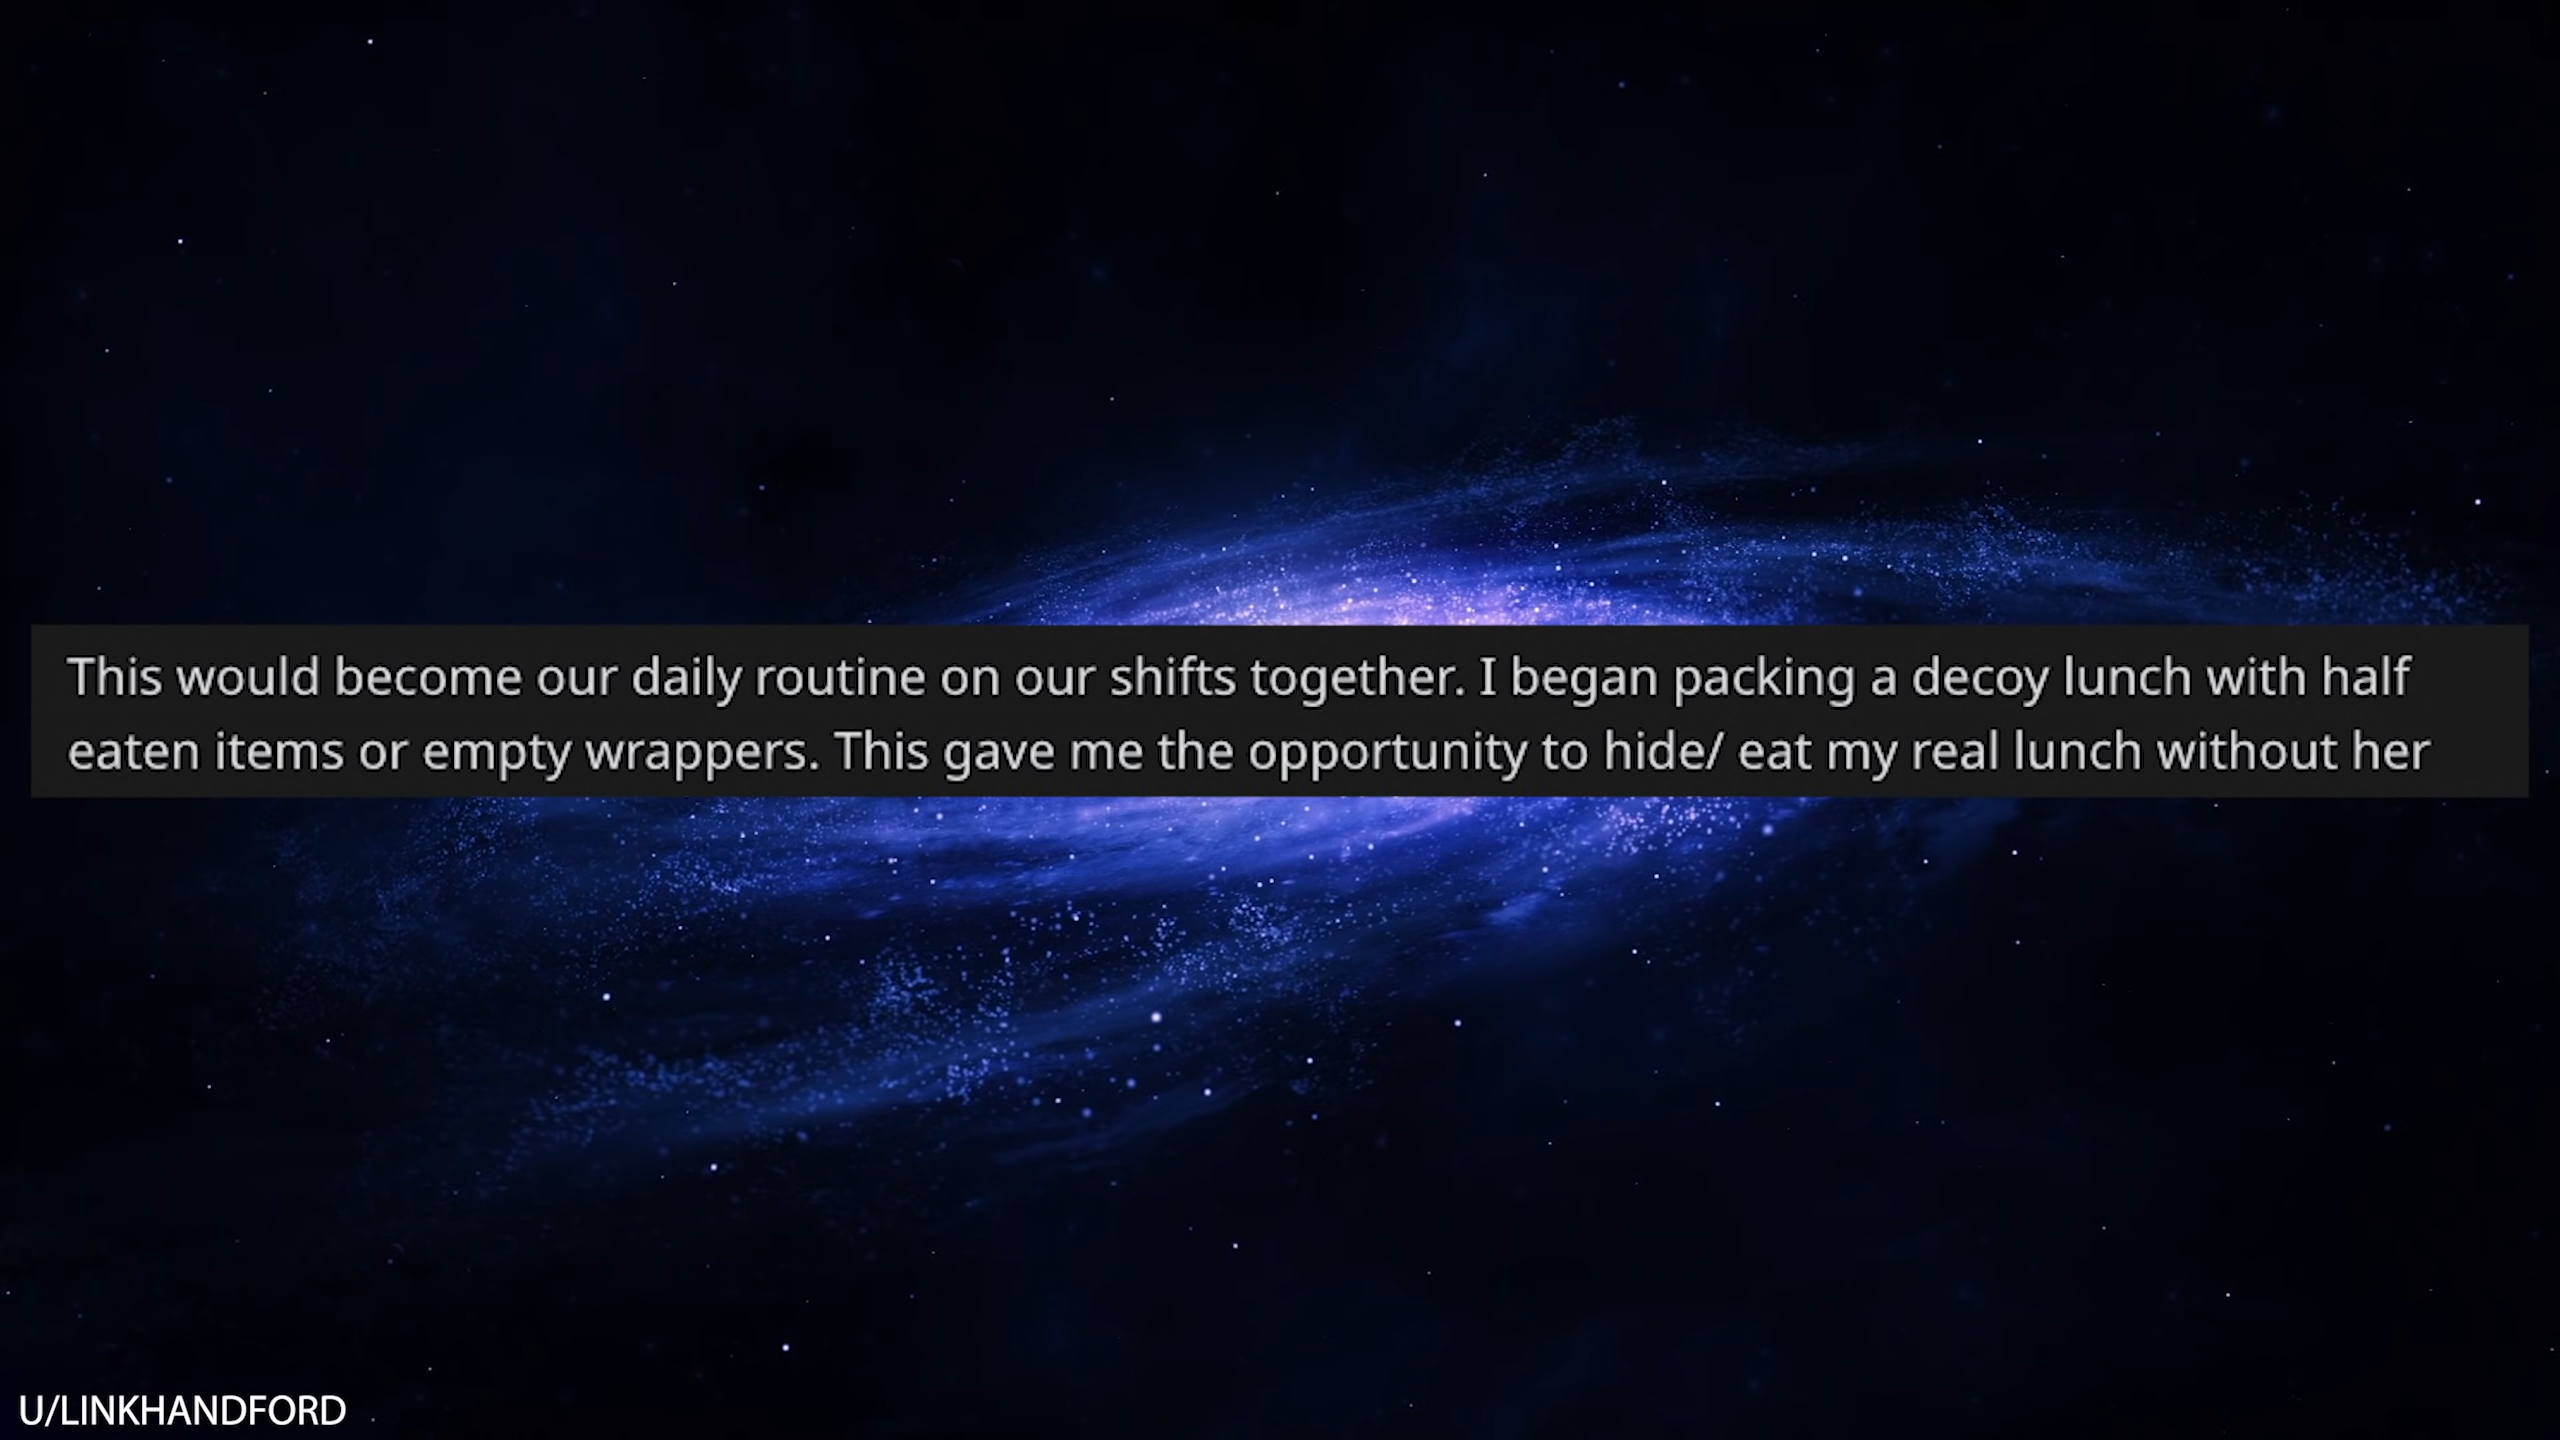 This would become our daily routine on our shifts together. I began packing a decoy lunch with half
eaten items or empty wrappers. This gave me the opportunity to hide/ eat my real lunch without her
U/LINKHANDFORD